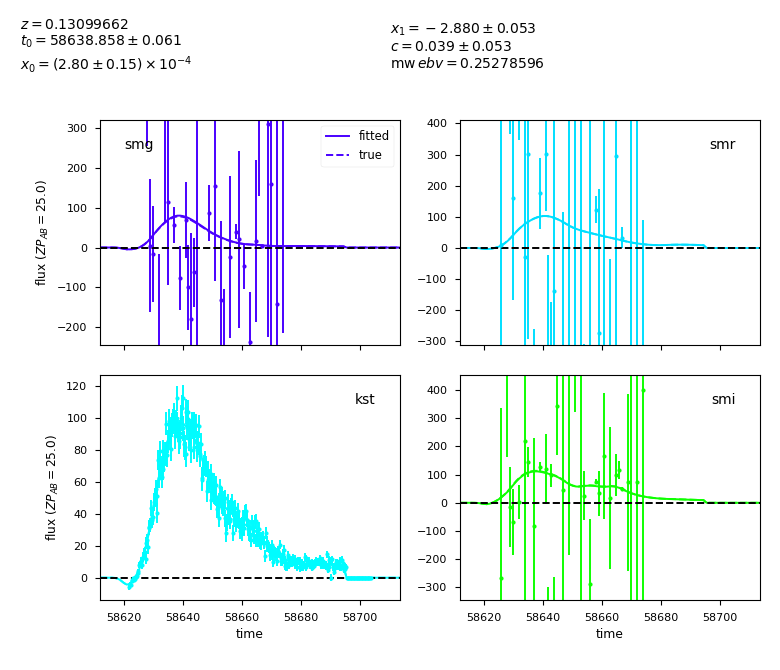 z = 0.13099662
t₀ = 58638.858 ± 0.061
x₀ = (2.80 ± 0.15) × 10⁻⁴
x₁ = −2.880 ± 0.053
c = 0.039 ± 0.053
mw ebv = 0.25278596
smg
fitted
true
300
200
100
0
−100
−200
flux (ZP_AB = 25.0)
smr
400
300
200
100
0
−100
−200
−300
kst
120
100
80
60
40
20
0
flux (ZP_AB = 25.0)
58620 58640 58660 58680 58700
time
smi
400
300
200
100
0
−100
−200
−300
58620 58640 58660 58680 58700
time